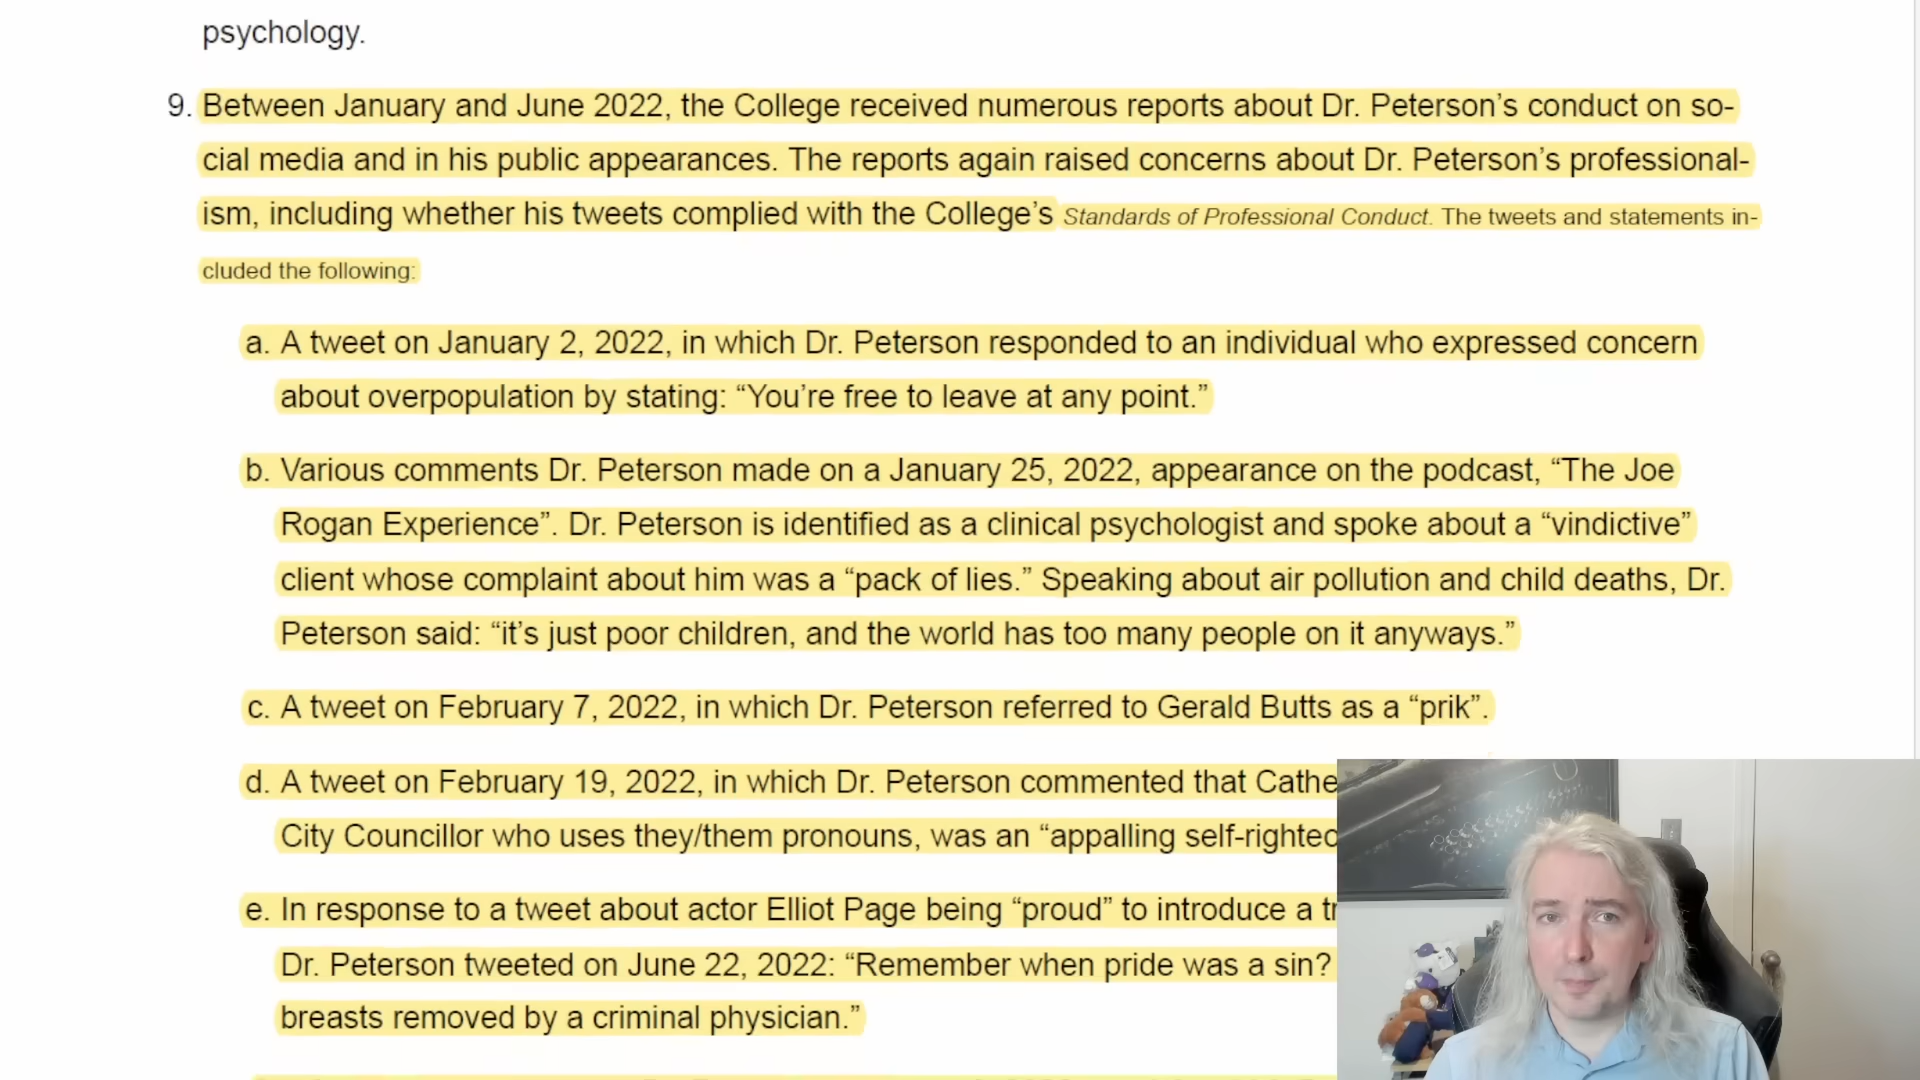 psychology.
9. Between January and June 2022, the College received numerous reports about Dr. Peterson’s conduct on so-
cial media and in his public appearances. The reports again raised concerns about Dr. Peterson’s professional-
ism, including whether his tweets complied with the College’s Standards of Professional Conduct. The tweets and statements in-
cluded the following:
a. A tweet on January 2, 2022, in which Dr. Peterson responded to an individual who expressed concern
about overpopulation by stating: “You’re free to leave at any point.”
b. Various comments Dr. Peterson made on a January 25, 2022, appearance on the podcast, “The Joe
Rogan Experience”. Dr. Peterson is identified as a clinical psychologist and spoke about a “vindictive”
client whose complaint about him was a “pack of lies.” Speaking about air pollution and child deaths, Dr.
Peterson said: “it’s just poor children, and the world has too many people on it anyways.”
c. A tweet on February 7, 2022, in which Dr. Peterson referred to Gerald Butts as a “prik”.
d. A tweet on February 19, 2022, in which Dr. Peterson commented that Cathe
City Councillor who uses they/them pronouns, was an “appalling self-righteo
e. In response to a tweet about actor Elliot Page being “proud” to introduce a tr
Dr. Peterson tweeted on June 22, 2022: “Remember when pride was a sin?
breasts removed by a criminal physician.”